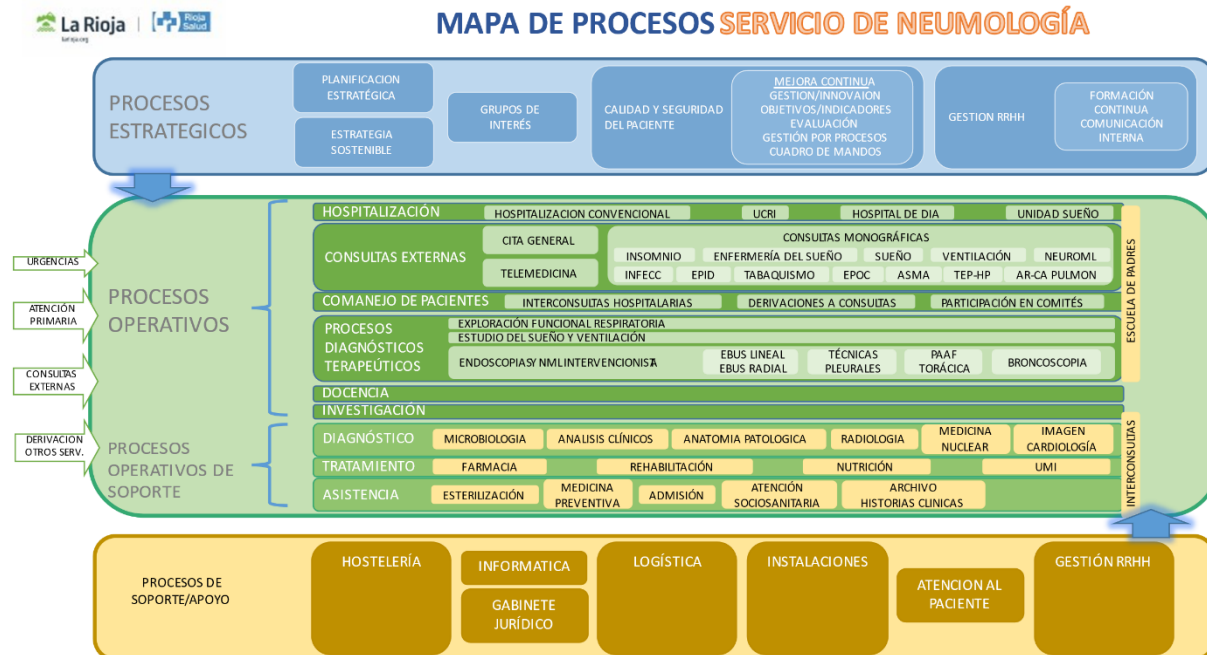 La Rioja
larioja.org
Rioja
Salud
MAPA DE PROCESOS SERVICIO DE NEUMOLOGÍA
PROCESOS
ESTRATEGICOS
PLANIFICACION
ESTRATÉGICA
ESTRATEGIA
SOSTENIBLE
GRUPOS DE
INTERÉS
CALIDAD Y SEGURIDAD
DEL PACIENTE
MEJORA CONTINUA
GESTION/INNOVAION
OBJETIVOS/INDICADORES
EVALUACIÓN
GESTIÓN POR PROCESOS
CUADRO DE MANDOS
GESTION RRHH
FORMACIÓN
CONTINUA
COMUNICACIÓN
INTERNA
URGENCIAS
ATENCIÓN
PRIMARIA
CONSULTAS
EXTERNAS
DERIVACION
OTROS SERV.
PROCESOS
OPERATIVOS
HOSPITALIZACIÓN
HOSPITALIZACION CONVENCIONAL
UCRI
HOSPITAL DE DIA
UNIDAD SUEÑO
CONSULTAS EXTERNAS
CITA GENERAL
TELEMEDICINA
CONSULTAS MONOGRÁFICAS
INSOMNIO
ENFERMERÍA DEL SUEÑO
SUEÑO
VENTILACIÓN
NEUROML
INFECC
EPID
TABAQUISMO
EPOC
ASMA
TEP-HP
AR-CA PULMON
COMANEJO DE PACIENTES
INTERCONSULTAS HOSPITALARIAS
DERIVACIONES A CONSULTAS
PARTICIPACIÓN EN COMITÉS
PROCESOS
DIAGNÓSTICOS
TERAPEÚTICOS
EXPLORACIÓN FUNCIONAL RESPIRATORIA
ESTUDIO DEL SUEÑO Y VENTILACIÓN
ENDOSCOPIAS Y NML INTERVENCIONISTA
EBUS LINEAL
EBUS RADIAL
TÉCNICAS
PLEURALES
PAAF
TORÁCICA
BRONCOSCOPIA
DOCENCIA
INVESTIGACIÓN
ESCUELA DE PADRES
PROCESOS
OPERATIVOS DE
SOPORTE
DIAGNÓSTICO
MICROBIOLOGIA
ANALISIS CLÍNICOS
ANATOMIA PATOLOGICA
RADIOLOGIA
MEDICINA
NUCLEAR
IMAGEN
CARDIOLOGÍA
TRATAMIENTO
FARMACIA
REHABILITACIÓN
NUTRICIÓN
UMI
ASISTENCIA
ESTERILIZACIÓN
MEDICINA
PREVENTIVA
ADMISIÓN
ATENCIÓN
SOCIOSANITARIA
ARCHIVO
HISTORIAS CLINICAS
INTERCONSULTAS
PROCESOS DE
SOPORTE/APOYO
HOSTELERÍA
INFORMATICA
GABINETE
JURÍDICO
LOGÍSTICA
INSTALACIONES
ATENCION AL
PACIENTE
GESTIÓN RRHH